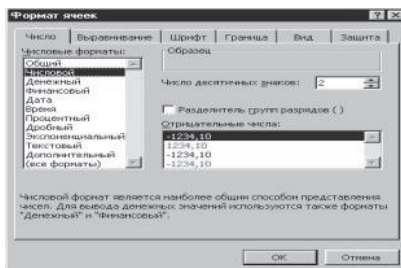 Формат ячеек
Число Выравнивание Шрифт Граница Вид Защита
Числовые форматы:
Общий
Числовой
Денежный
Финансовый
Дата
Время
Процентный
Дробный
Экспоненциальный
Текстовый
Дополнительный
(все форматы)
Образец
Число десятичных знаков: 2
Разделитель групп разрядов ( )
Отрицательные числа:
-1234,10
1234,10
-1234,10
-1234,10
Числовой формат является наиболее общим способом представления
чисел. Для вывода денежных значений используются также форматы
"Денежный" и "Финансовый".
ОК Отмена